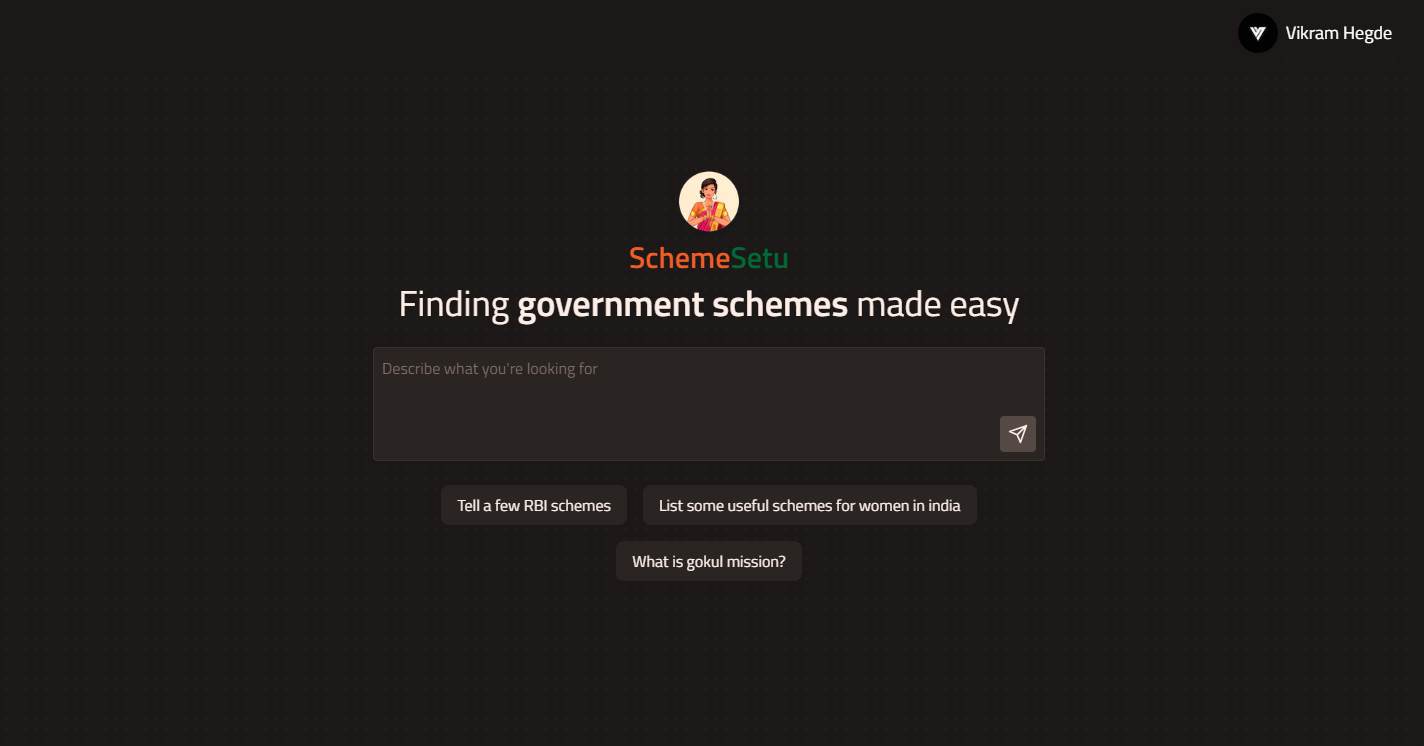 Vikram Hegde
SchemeSetu
Finding government schemes made easy
Describe what you're looking for
Tell a few RBI schemes
List some useful schemes for women in india
What is gokul mission?